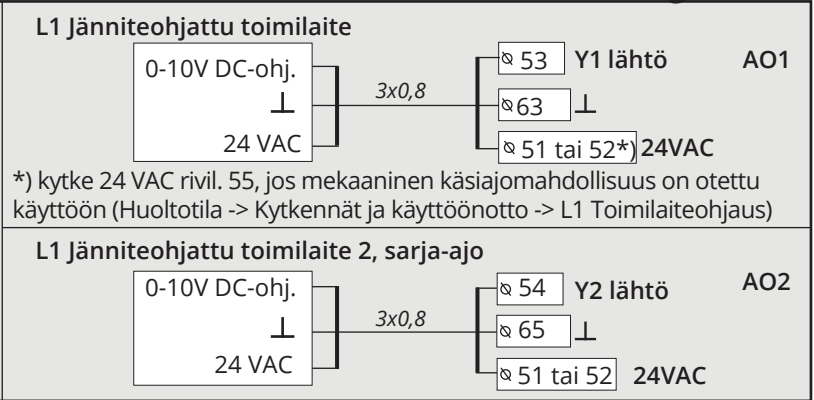 L1 Jänniteohjattu toimilaite
0-10V DC-ohj.
⊥
24 VAC
3x0,8
53 Y1 lähtö AO1
63 ⊥
51 tai 52*) 24VAC
*) kytke 24 VAC rivil. 55, jos mekaaninen käsiajomahdollisuus on otettu
käyttöön (Huoltotila -> Kytkennät ja käyttöönotto -> L1 Toimilaiteohjaus)
L1 Jänniteohjattu toimilaite 2, sarja-ajo
0-10V DC-ohj.
⊥
24 VAC
3x0,8
54 Y2 lähtö AO2
65 ⊥
51 tai 52 24VAC